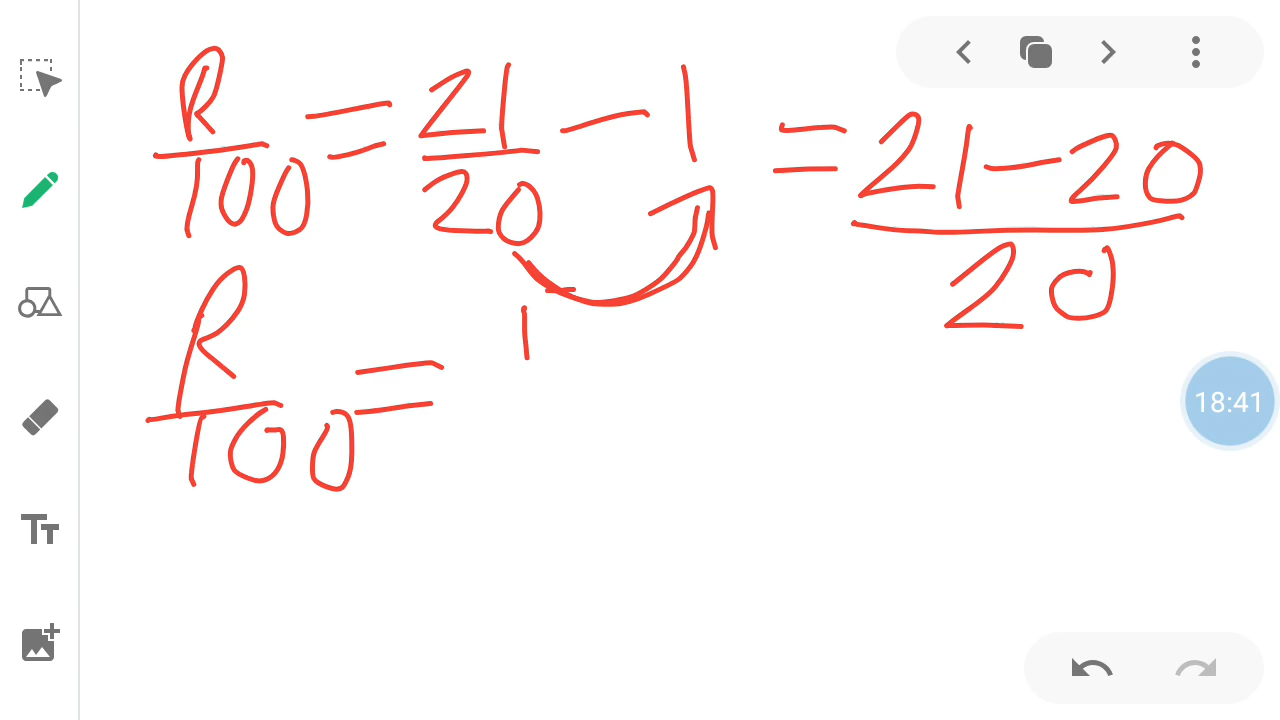 R/100 = 21/20 - 1 = 21-20/20
R/100 = 1
18:41